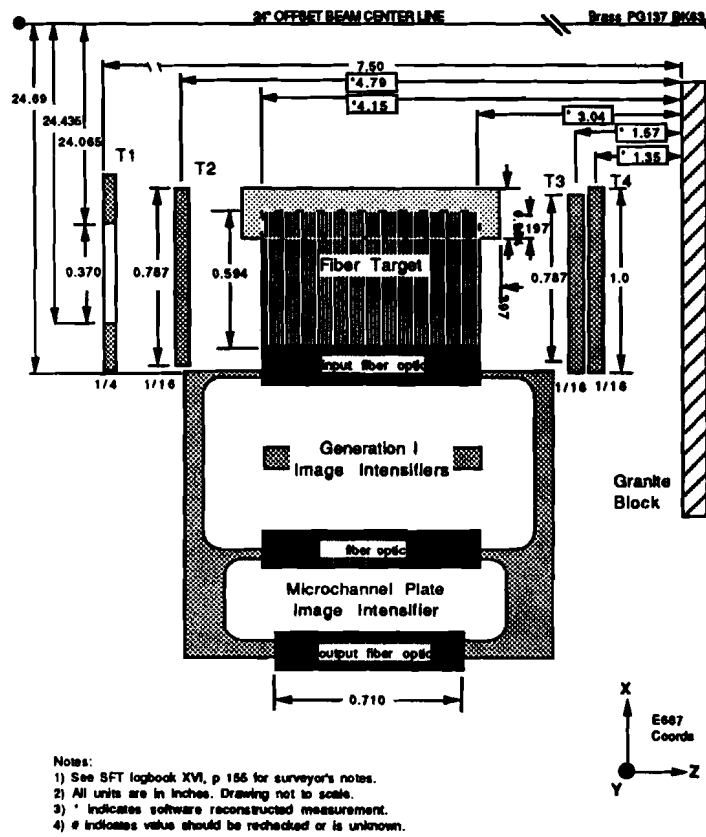 24" OFFSET BEAM CENTER LINE
Brass PG137 BK63
7.50
*4.79
*4.15
* 3.04
* 1.57
* 1.35
24.69
24.435
24.065
T1
T2
T3
T4
0.370
0.787
0.594
.197
.397
0.787
1.0
Fiber Target
input fiber optic
1/4
1/16
1/16
1/16
Generation I
Image Intensifiers
Granite
Block
fiber optic
Microchannel Plate
Image Intensifier
output fiber optic
0.710
X
E687
Coords
Z
Y
Notes:
1) See SFT logbook XVI, p 155 for surveyor's notes.
2) All units are in inches. Drawing not to scale.
3) * indicates software reconstructed measurement.
4) # indicates value should be rechecked or is unknown.